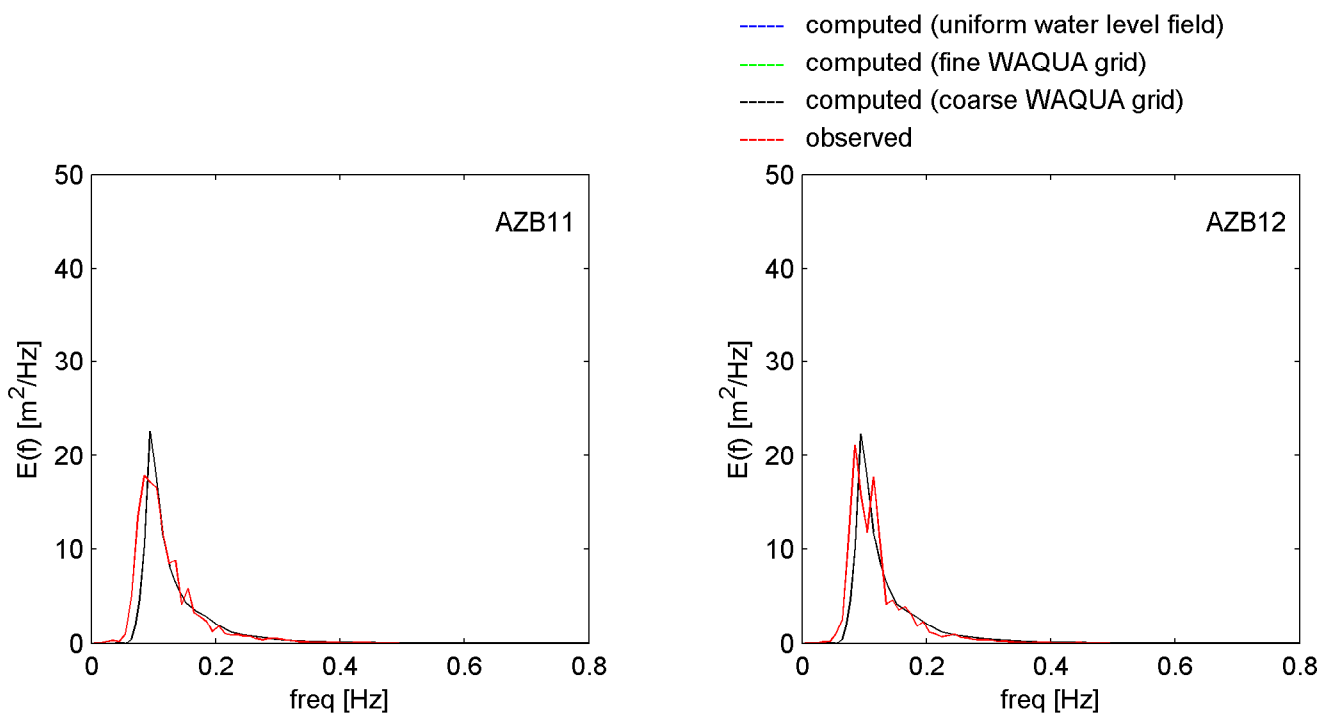 computed (uniform water level field)
computed (fine WAQUA grid)
computed (coarse WAQUA grid)
observed
50
40
30
20
10
0
E(f) [m²/Hz]
AZB11
0
0.2
0.4
0.6
0.8
freq [Hz]
50
40
30
20
10
0
E(f) [m²/Hz]
AZB12
0
0.2
0.4
0.6
0.8
freq [Hz]